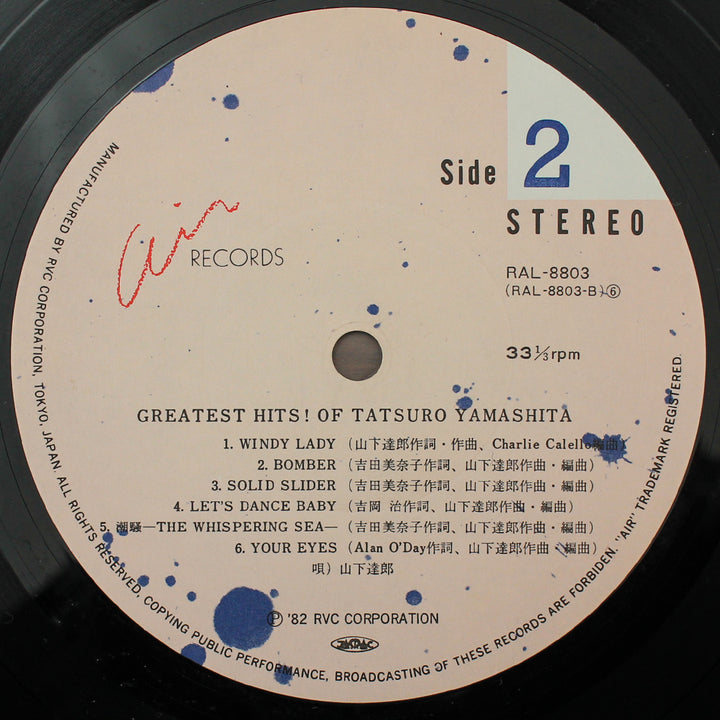 Side 2
STEREO
air RECORDS
RAL-8803
(RAL-8803-B)⑥
33⅓rpm
GREATEST HITS! OF TATSURO YAMASHITA
1. WINDY LADY (山下達郎作詞・作曲、Charlie Calello編曲)
2. BOMBER (吉田美奈子作詞、山下達郎作曲・編曲)
3. SOLID SLIDER (吉田美奈子作詞、山下達郎作曲・編曲)
4. LET'S DANCE BABY (吉岡 治作詞、山下達郎作曲・編曲)
5. 潮騒—THE WHISPERING SEA— (吉田美奈子作詞、山下達郎作曲・編曲)
6. YOUR EYES (Alan O'Day作詞、山下達郎作曲・編曲)
唄) 山下達郎
Ⓟ '82 RVC CORPORATION
JASRAC
MANUFACTURED BY RVC CORPORATION, TOKYO, JAPAN. ALL RIGHTS RESERVED, COPYING PUBLIC PERFORMANCE, BROADCASTING OF THESE RECORDS ARE FORBIDDEN. "AIR" TRADEMARK REGISTERED.